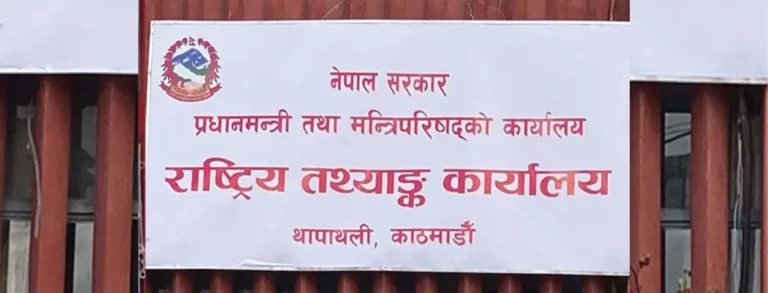 नेपाल सरकार
प्रधानमन्त्री तथा मन्त्रिपरिषद्को कार्यालय
राष्ट्रिय तथ्याङ्क कार्यालय
थापाथली, काठमाडौँ